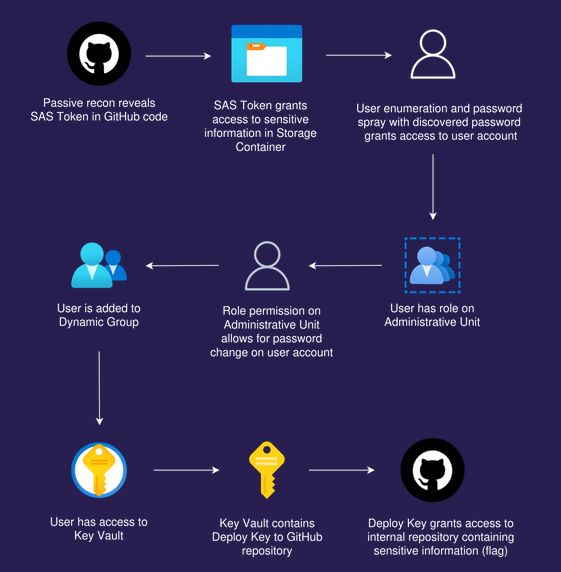 Passive recon reveals
SAS Token in GitHub code
SAS Token grants
access to sensitive
information in Storage
Container
User enumeration and password
spray with discovered password
grants access to user account
User is added to
Dynamic Group
Role permission on
Administrative Unit
allows for password
change on user account
User has role on
Administrative Unit
User has access to
Key Vault
Key Vault contains
Deploy Key to GitHub
repository
Deploy Key grants access to
internal repository containing
sensitive information (flag)